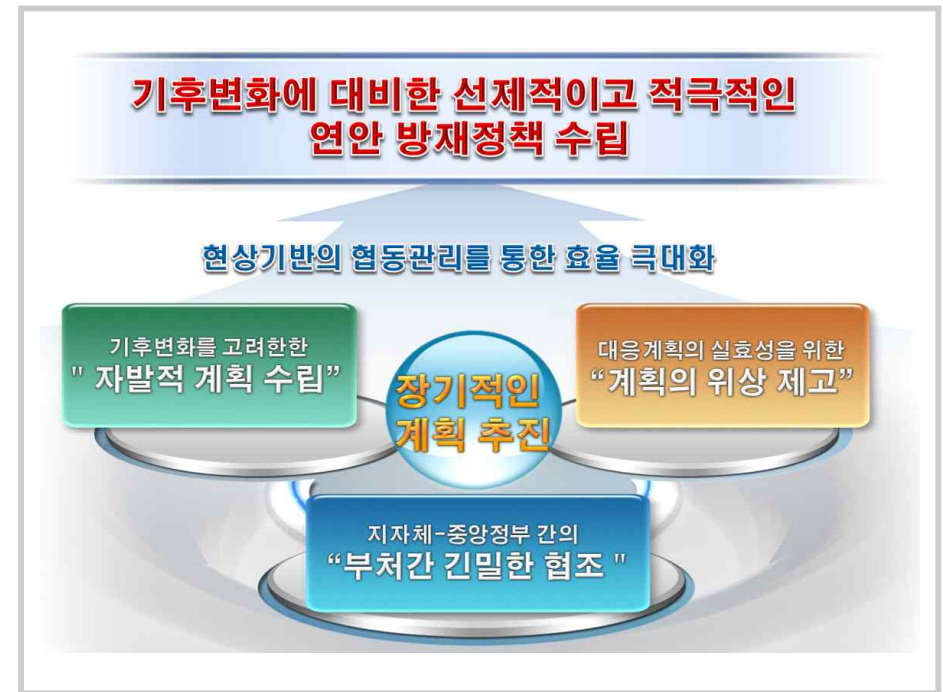 기후변화에 대비한 선제적이고 적극적인
연안 방재정책 수립
현상기반의 협동관리를 통한 효율 극대화
기후변화를 고려한한
" 자발적 계획 수립”
대응계획의 실효성을 위한
“계획의 위상 제고”
장기적인
계획 추진
지자체-중앙정부 간의
“부처간 긴밀한 협조 "